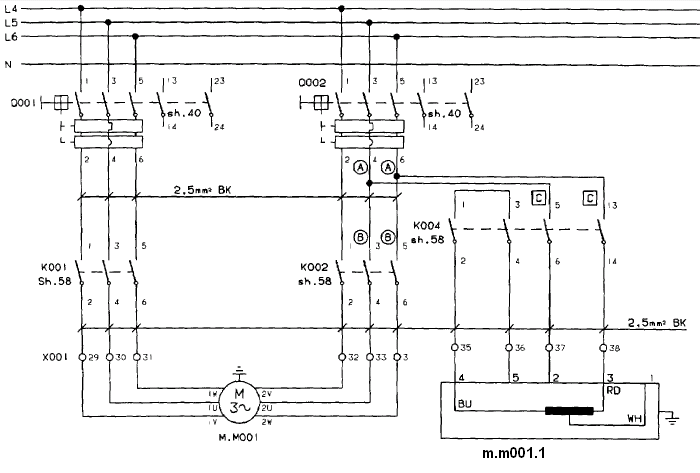 L4
L5
L6
N
1 3 5 13 23
1 3 5 13 23
Q001 sh.40 14 24
Q002 sh.40 14 24
2 4 6
2 4 6
A A
2,5mm² BK
1 3 5 13
C C
K004
sh.58
B B
1 3 5
1 3 5
2 4 6 14
K001
Sh.58
K002
sh.58
2 4 6
2 4 6
2,5mm² BK
X001 29 30 31 32 33 3 35 36 37 38
4 5 2 3 1
RD
M
3~
1W 2V
1U 2U
1V 2W
BU WH
M.M001
m.m001.1